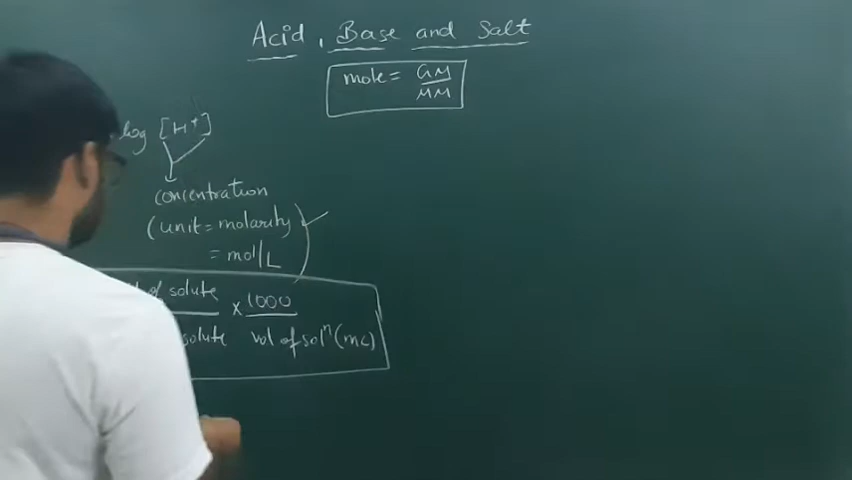 Acid, Base and Salt
mole = GM
MM
log [H+]
concentration
(unit = molarity)
= mol/L
of solute
× 1000
solute vol of solⁿ (mL)